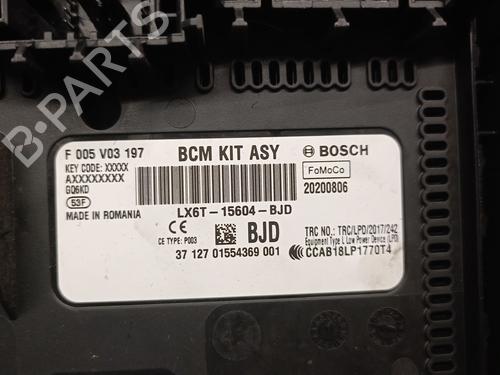 B-PARTS
F 005 V03 197 BCM KIT ASY BOSCH
KEY CODE: XXXXX
AXXXXXXXX
GQ6KD
FoMoCo
53F
20200806
MADE IN ROMANIA LX6T-15604-BJD
CE TYPE: P003
BJD
TRC NO.: TRC/LPD/2017/242
Equipment Type : Low Power Device (LPD)
37 127 01554369 001
CCAB18LP1770T4